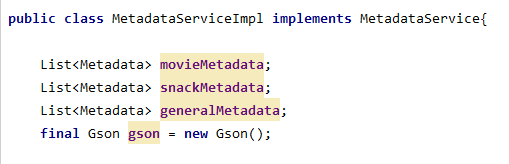 public class MetadataServiceImpl implements MetadataService{
List<Metadata> movieMetadata;
List<Metadata> snackMetadata;
List<Metadata> generalMetadata;
final Gson gson = new Gson();